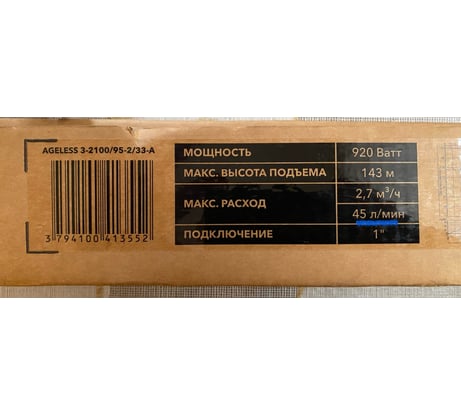 AGELESS 3-2100/95-2/33-A
3 794100 413552
МОЩНОСТЬ 920 Ватт
МАКС. ВЫСОТА ПОДЪЕМА 143 м
МАКС. РАСХОД 2,7 м³/ч
45 л/мин
ПОДКЛЮЧЕНИЕ 1"